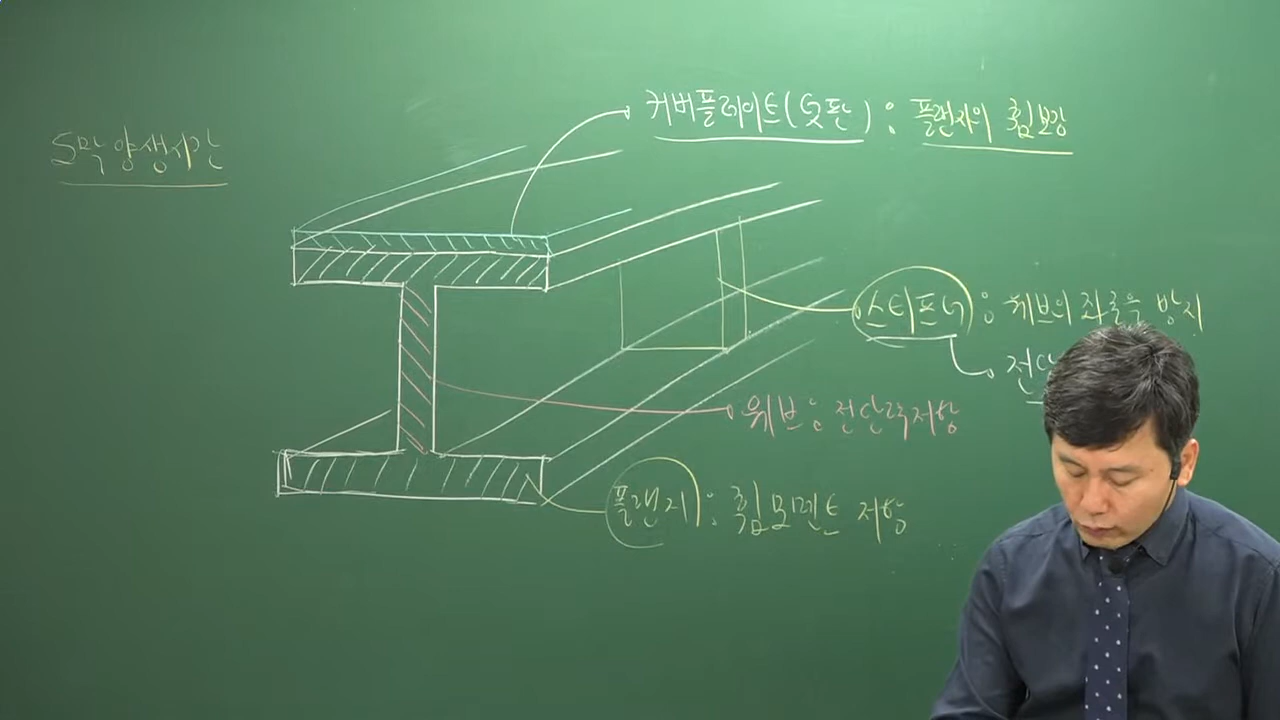 커버플레이트(덧판) : 플랜지의 휨보강
양생시간
스티프너 : 웨브의 좌굴을 방지
웨브 : 전단력저항
플랜지 : 휨모멘트 저항